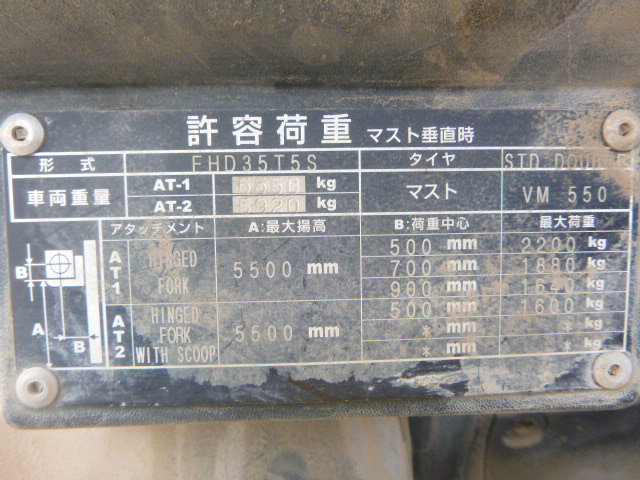 許容荷重 マスト垂直時
形式 FHD35T5S タイヤ STD DOUBLE
車両重量 AT-1 kg マスト VM 550
AT-2 kg
アタッチメント A:最大揚高 B:荷重中心 最大荷重
AT1 HINGED FORK 5500 mm 500 mm 2200 kg
700 mm 1880 kg
900 mm 1640 kg
AT2 HINGED FORK WITH SCOOP 5500 mm 500 mm 1600 kg
* mm * kg
* mm * kg
B
A
B